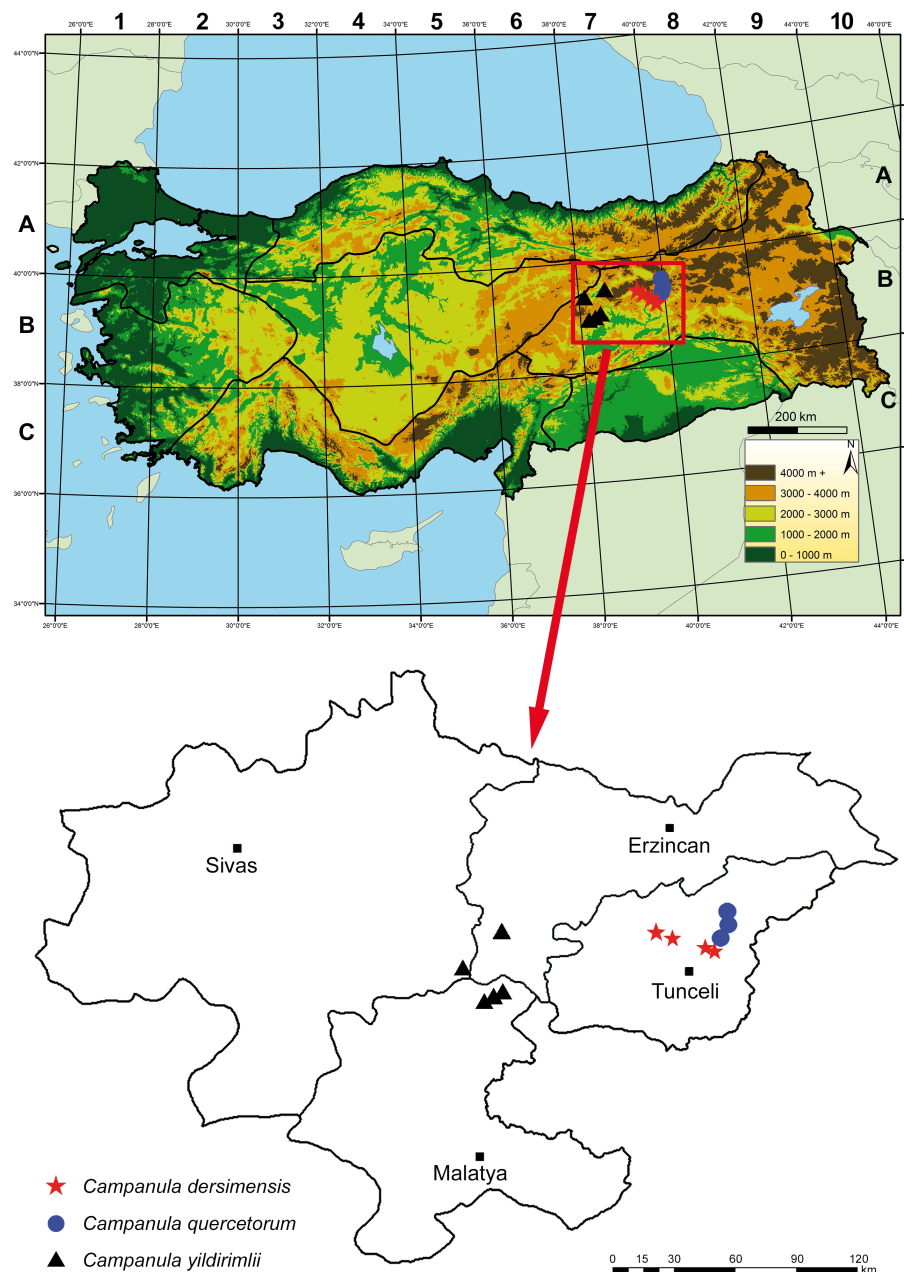 1 2 3 4 5 6 7 8 9 10
26°0'0"E 28°0'0"E 30°0'0"E 32°0'0"E 34°0'0"E 36°0'0"E 38°0'0"E 40°0'0"E 42°0'0"E 44°0'0"E 46°0'0"E
44°0'0"N
42°0'0"N
A
A
40°0'0"N
B
B
38°0'0"N
C
C
36°0'0"N
34°0'0"N
200 km
N
4000 m +
3000 - 4000 m
2000 - 3000 m
1000 - 2000 m
0 - 1000 m
26°0'0"E 28°0'0"E 30°0'0"E 32°0'0"E 34°0'0"E 36°0'0"E 38°0'0"E 40°0'0"E 42°0'0"E 44°0'0"E
Erzincan
Sivas
Tunceli
Malatya
Campanula dersimensis
Campanula quercetorum
Campanula yildirimlii
0 15 30 60 90 120
km